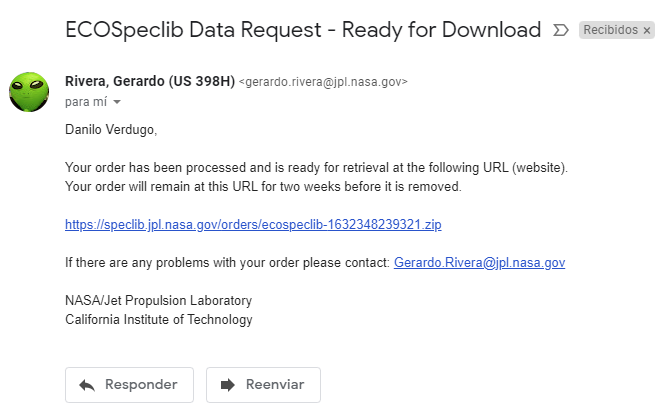 ECOSpeclib Data Request - Ready for Download Recibidos x
Rivera, Gerardo (US 398H) <gerardo.rivera@jpl.nasa.gov>
para mí
Danilo Verdugo,
Your order has been processed and is ready for retrieval at the following URL (website).
Your order will remain at this URL for two weeks before it is removed.
https://speclib.jpl.nasa.gov/orders/ecospeclib-1632348239321.zip
If there are any problems with your order please contact: Gerardo.Rivera@jpl.nasa.gov
NASA/Jet Propulsion Laboratory
California Institute of Technology
Responder Reenviar